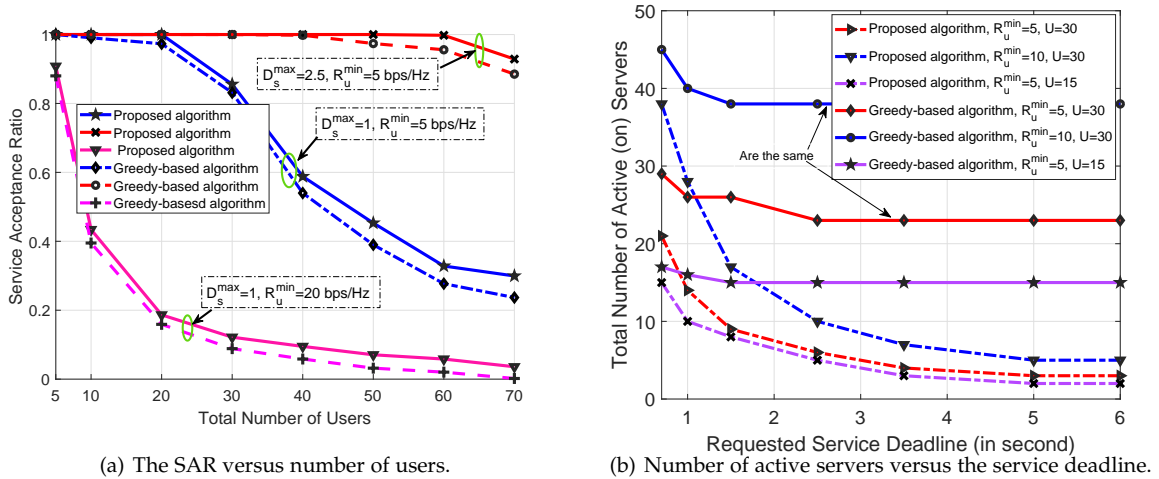 Service Acceptance Ratio
1
0.8
0.6
0.4
0.2
0
5
10
20
30
40
50
60
70
Total Number of Users
D_s^max=2.5, R_u^min=5 bps/Hz
D_s^max=1, R_u^min=5 bps/Hz
D_s^max=1, R_u^min=20 bps/Hz
Proposed algorithm
Proposed algorithm
Proposed algorithm
Greedy-based algorithm
Greedy-based algorithm
Greedy-basesd algorithm
(a) The SAR versus number of users.
Total Number of Active (on) Servers
50
40
30
20
10
0
1
2
3
4
5
6
Requested Service Deadline (in second)
Proposed algorithm, R_u^min=5, U=30
Proposed algorithm, R_u^min=10, U=30
Proposed algorithm, R_u^min=5, U=15
Greedy-based algorithm, R_u^min=5, U=30
Greedy-based algorithm, R_u^min=10, U=30
Greedy-based algorithm, R_u^min=5, U=15
Are the same
(b) Number of active servers versus the service deadline.